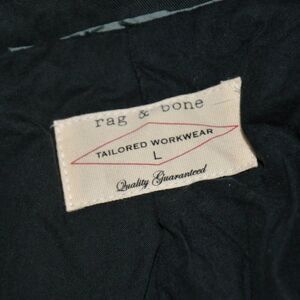 rag & bone
TAILORED WORKWEAR
L
Quality Guaranteed